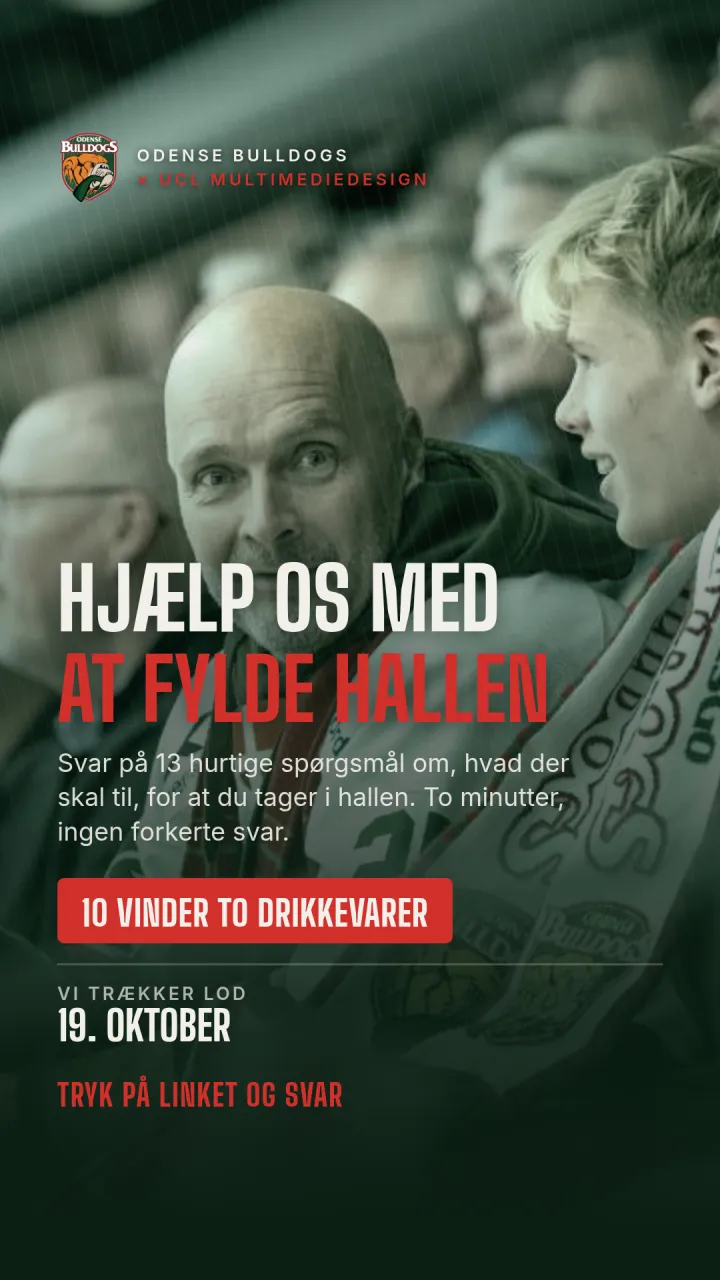 ODENSE
BULLDOGS
ODENSE BULLDOGS
× UCL MULTIMEDIEDESIGN
HJÆLP OS MED
AT FYLDE HALLEN
Svar på 13 hurtige spørgsmål om, hvad der
skal til, for at du tager i hallen. To minutter,
ingen forkerte svar.
10 VINDER TO DRIKKEVARER
VI TRÆKKER LOD
19. OKTOBER
TRYK PÅ LINKET OG SVAR